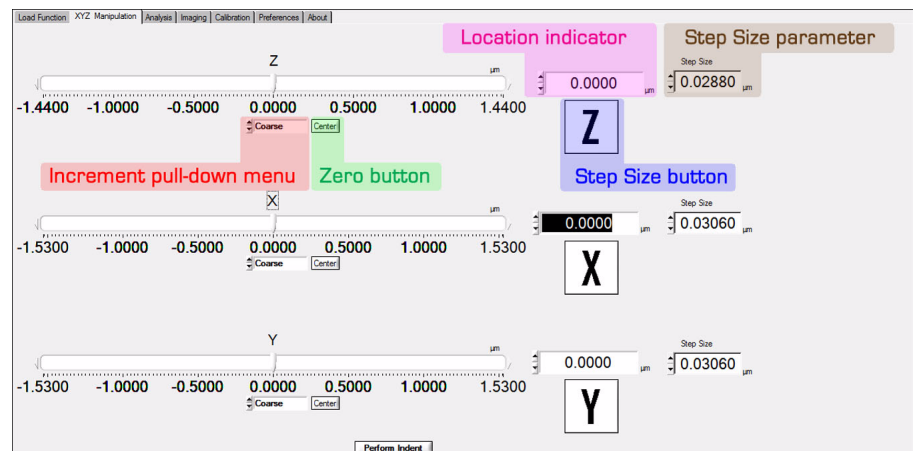 Load Function XYZ Manipulation Analysis Imaging Calibration Preferences About
Location indicator Step Size parameter
Z µm Step Size
0.0000 µm 0.02880 µm
-1.4400 -1.0000 -0.5000 0.0000 0.5000 1.0000 1.4400
Coarse Center Z
Increment pull-down menu Zero button Step Size button
X µm Step Size
0.0000 µm 0.03060 µm
-1.5300 -1.0000 -0.5000 0.0000 0.5000 1.0000 1.5300
Coarse Center X
Y µm Step Size
0.0000 µm 0.03060 µm
-1.5300 -1.0000 -0.5000 0.0000 0.5000 1.0000 1.5300
Coarse Center Y
Perform Indent